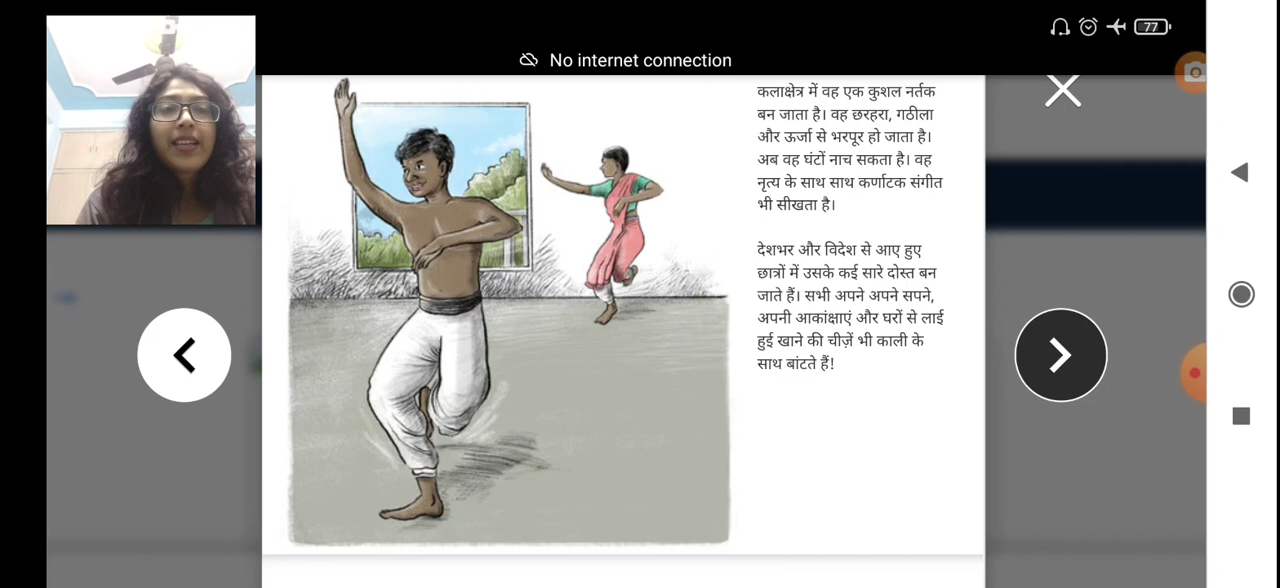 77
No internet connection
कलाक्षेत्र में वह एक कुशल नर्तक
बन जाता है। वह छरहरा, गठीला
और ऊर्जा से भरपूर हो जाता है।
अब वह घंटों नाच सकता है। वह
नृत्य के साथ साथ कर्णाटक संगीत
भी सीखता है।
देशभर और विदेश से आए हुए
छात्रों में उसके कई सारे दोस्त बन
जाते हैं। सभी अपने अपने सपने,
अपनी आकांक्षाएं और घरों से लाई
हुई खाने की चीज़ें भी काली के
साथ बांटते हैं!